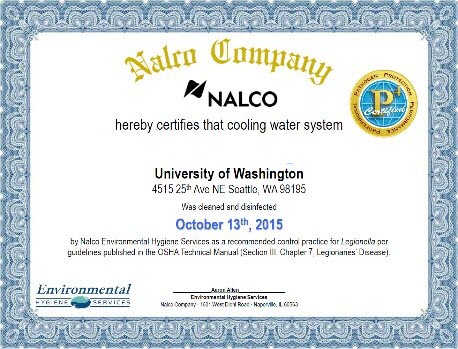 Nalco Company
NALCO
hereby certifies that cooling water system
PATHOGEN PROTECTION
P+
Certified
University of Washington
4515 25th Ave NE Seattle, WA 98195
Was cleaned and disinfected
October 13th, 2015
by Nalco Environmental Hygiene Services as a recommended control practice for Legionella per
guidelines published in the OSHA Technical Manual (Section III: Chapter 7, Legionaries' Disease).
Environmental
HYGIENE SERVICES
Aaron Allen
Environmental Hygiene Services
Nalco Company - 1601 West Diehl Road - Naperville, IL 60563